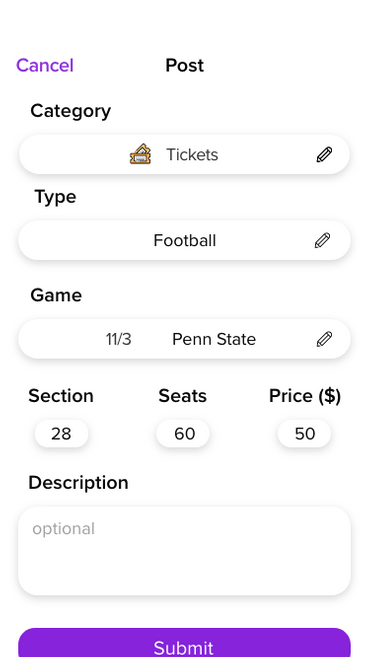 Cancel Post
Category
Tickets
Type
Football
Game
11/3 Penn State
Section Seats Price ($)
28 60 50
Description
optional
Submit